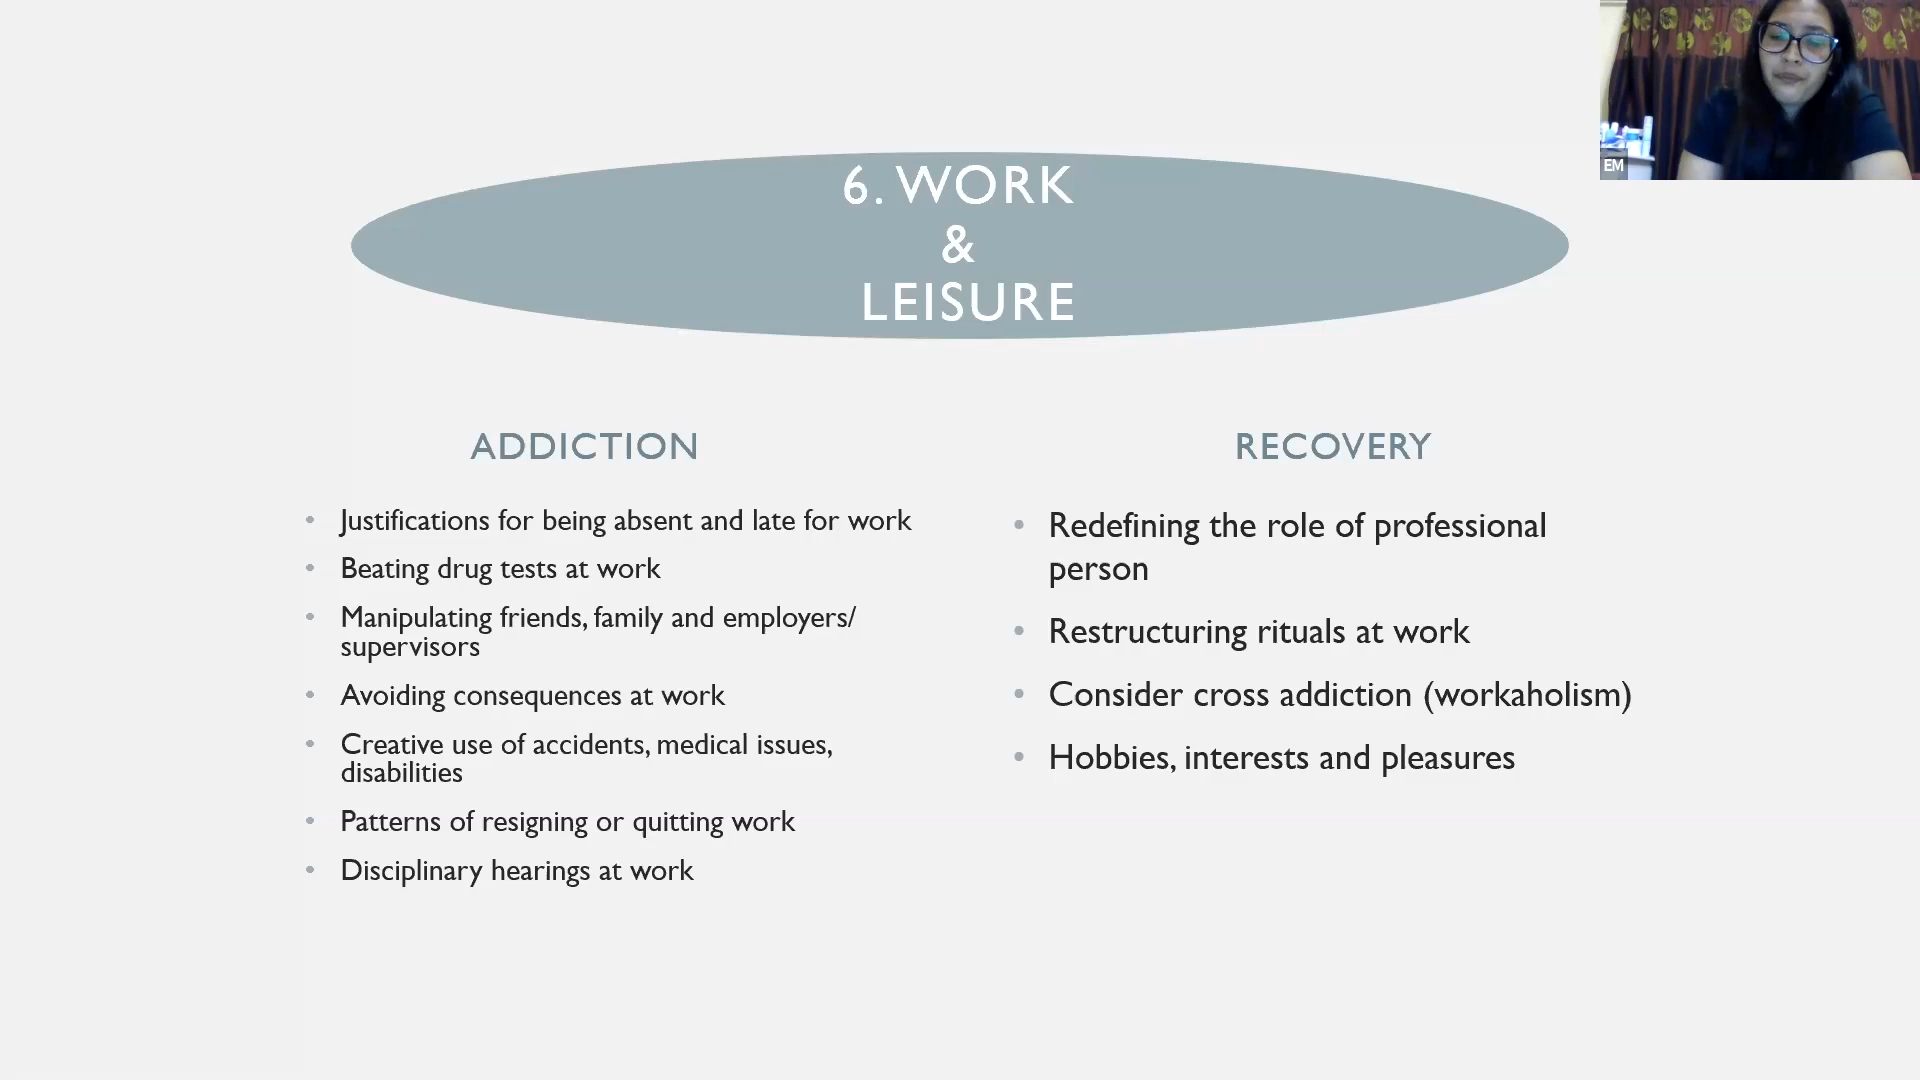 6. WORK
&
LEISURE
EM
ADDICTION
• Justifications for being absent and late for work
• Beating drug tests at work
• Manipulating friends, family and employers/
supervisors
• Avoiding consequences at work
• Creative use of accidents, medical issues,
disabilities
• Patterns of resigning or quitting work
• Disciplinary hearings at work
RECOVERY
• Redefining the role of professional
person
• Restructuring rituals at work
• Consider cross addiction (workaholism)
• Hobbies, interests and pleasures